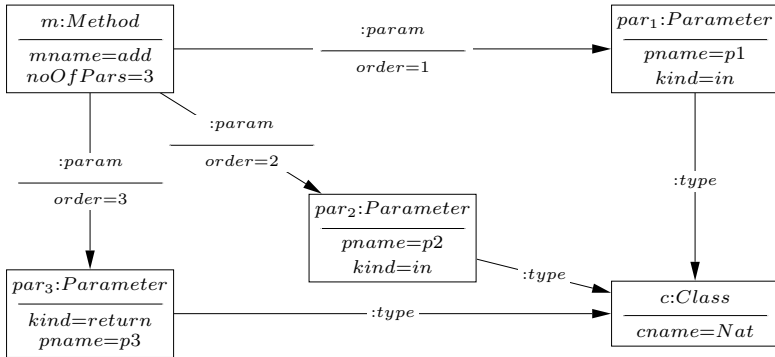 m:Method
mname=add
noOfPars=3
:param
order=1
par1:Parameter
pname=p1
kind=in
:param
order=2
:param
order=3
:type
par2:Parameter
pname=p2
kind=in
:type
par3:Parameter
kind=return
pname=p3
:type
c:Class
cname=Nat